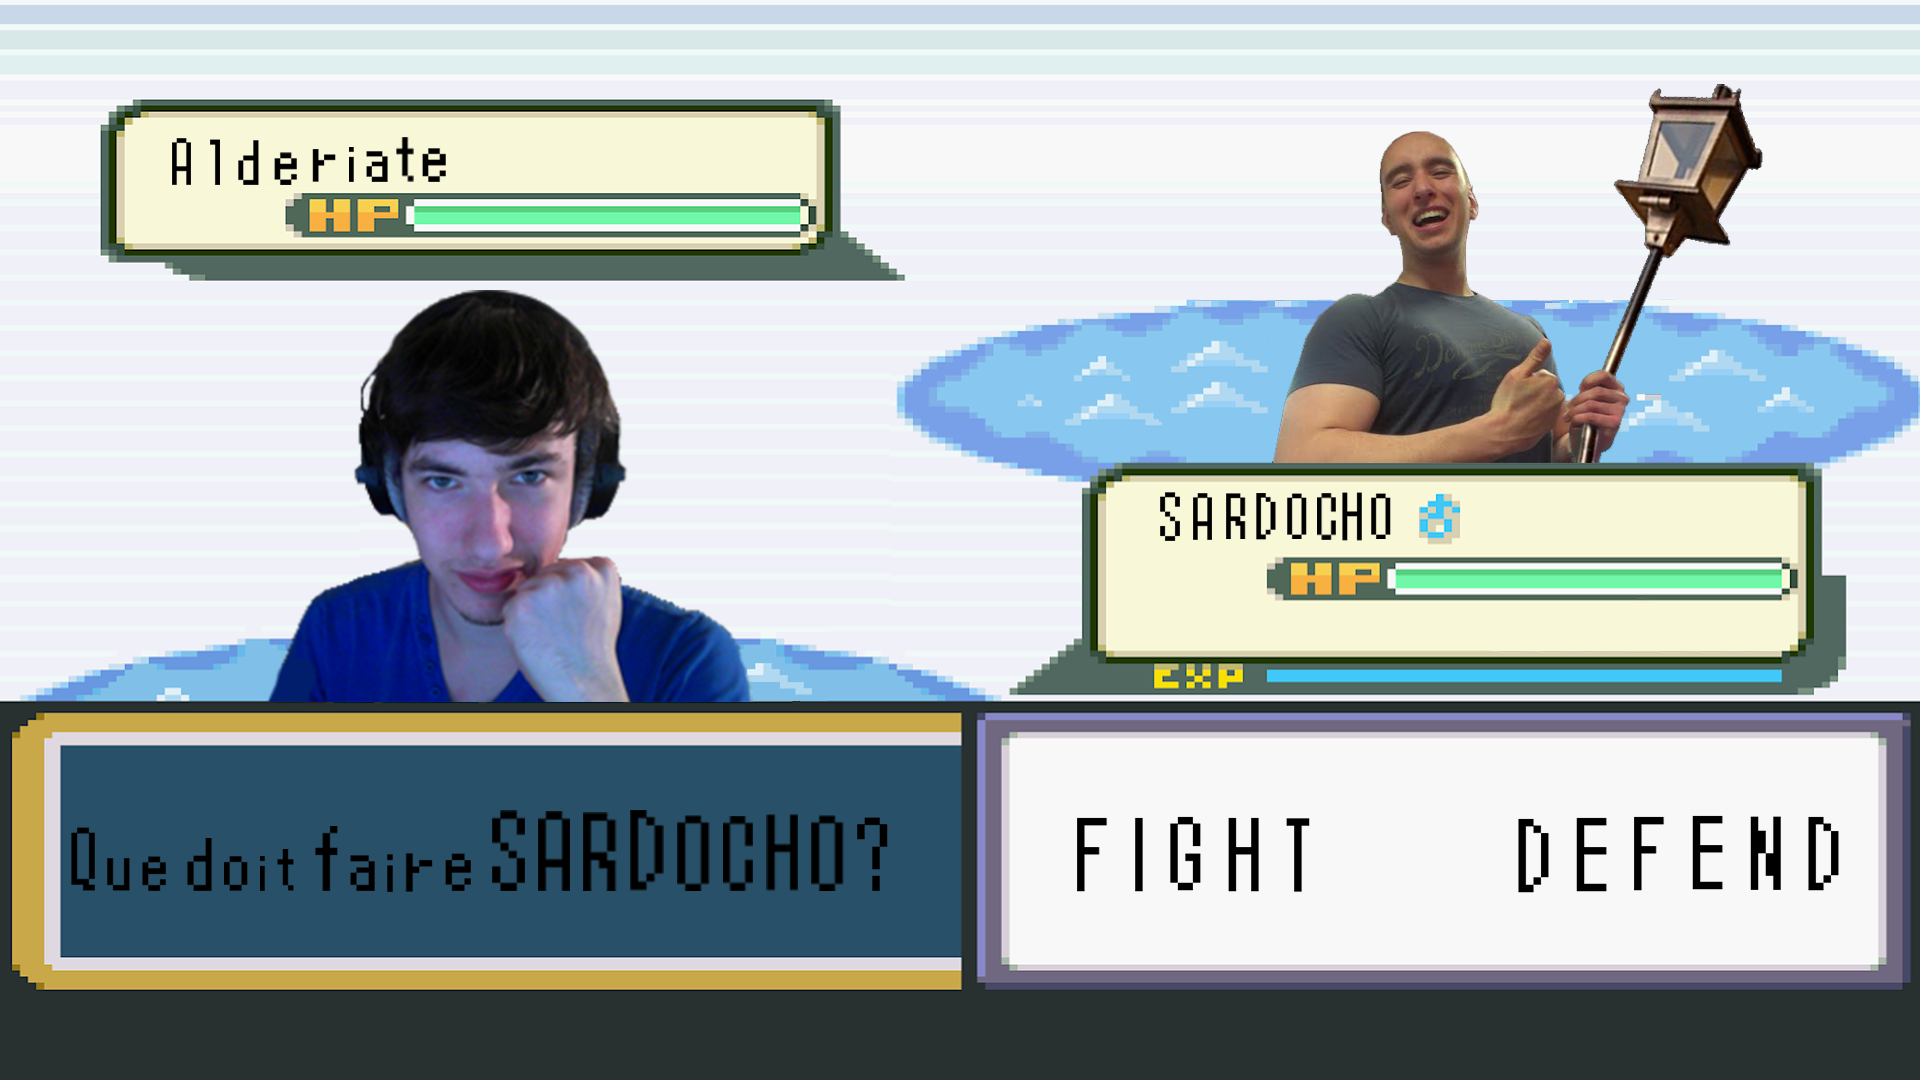 Alderiate
HP
SARDOCHO ♂
HP
EXP
Que doit faire SARDOCHO?
FIGHT DEFEND